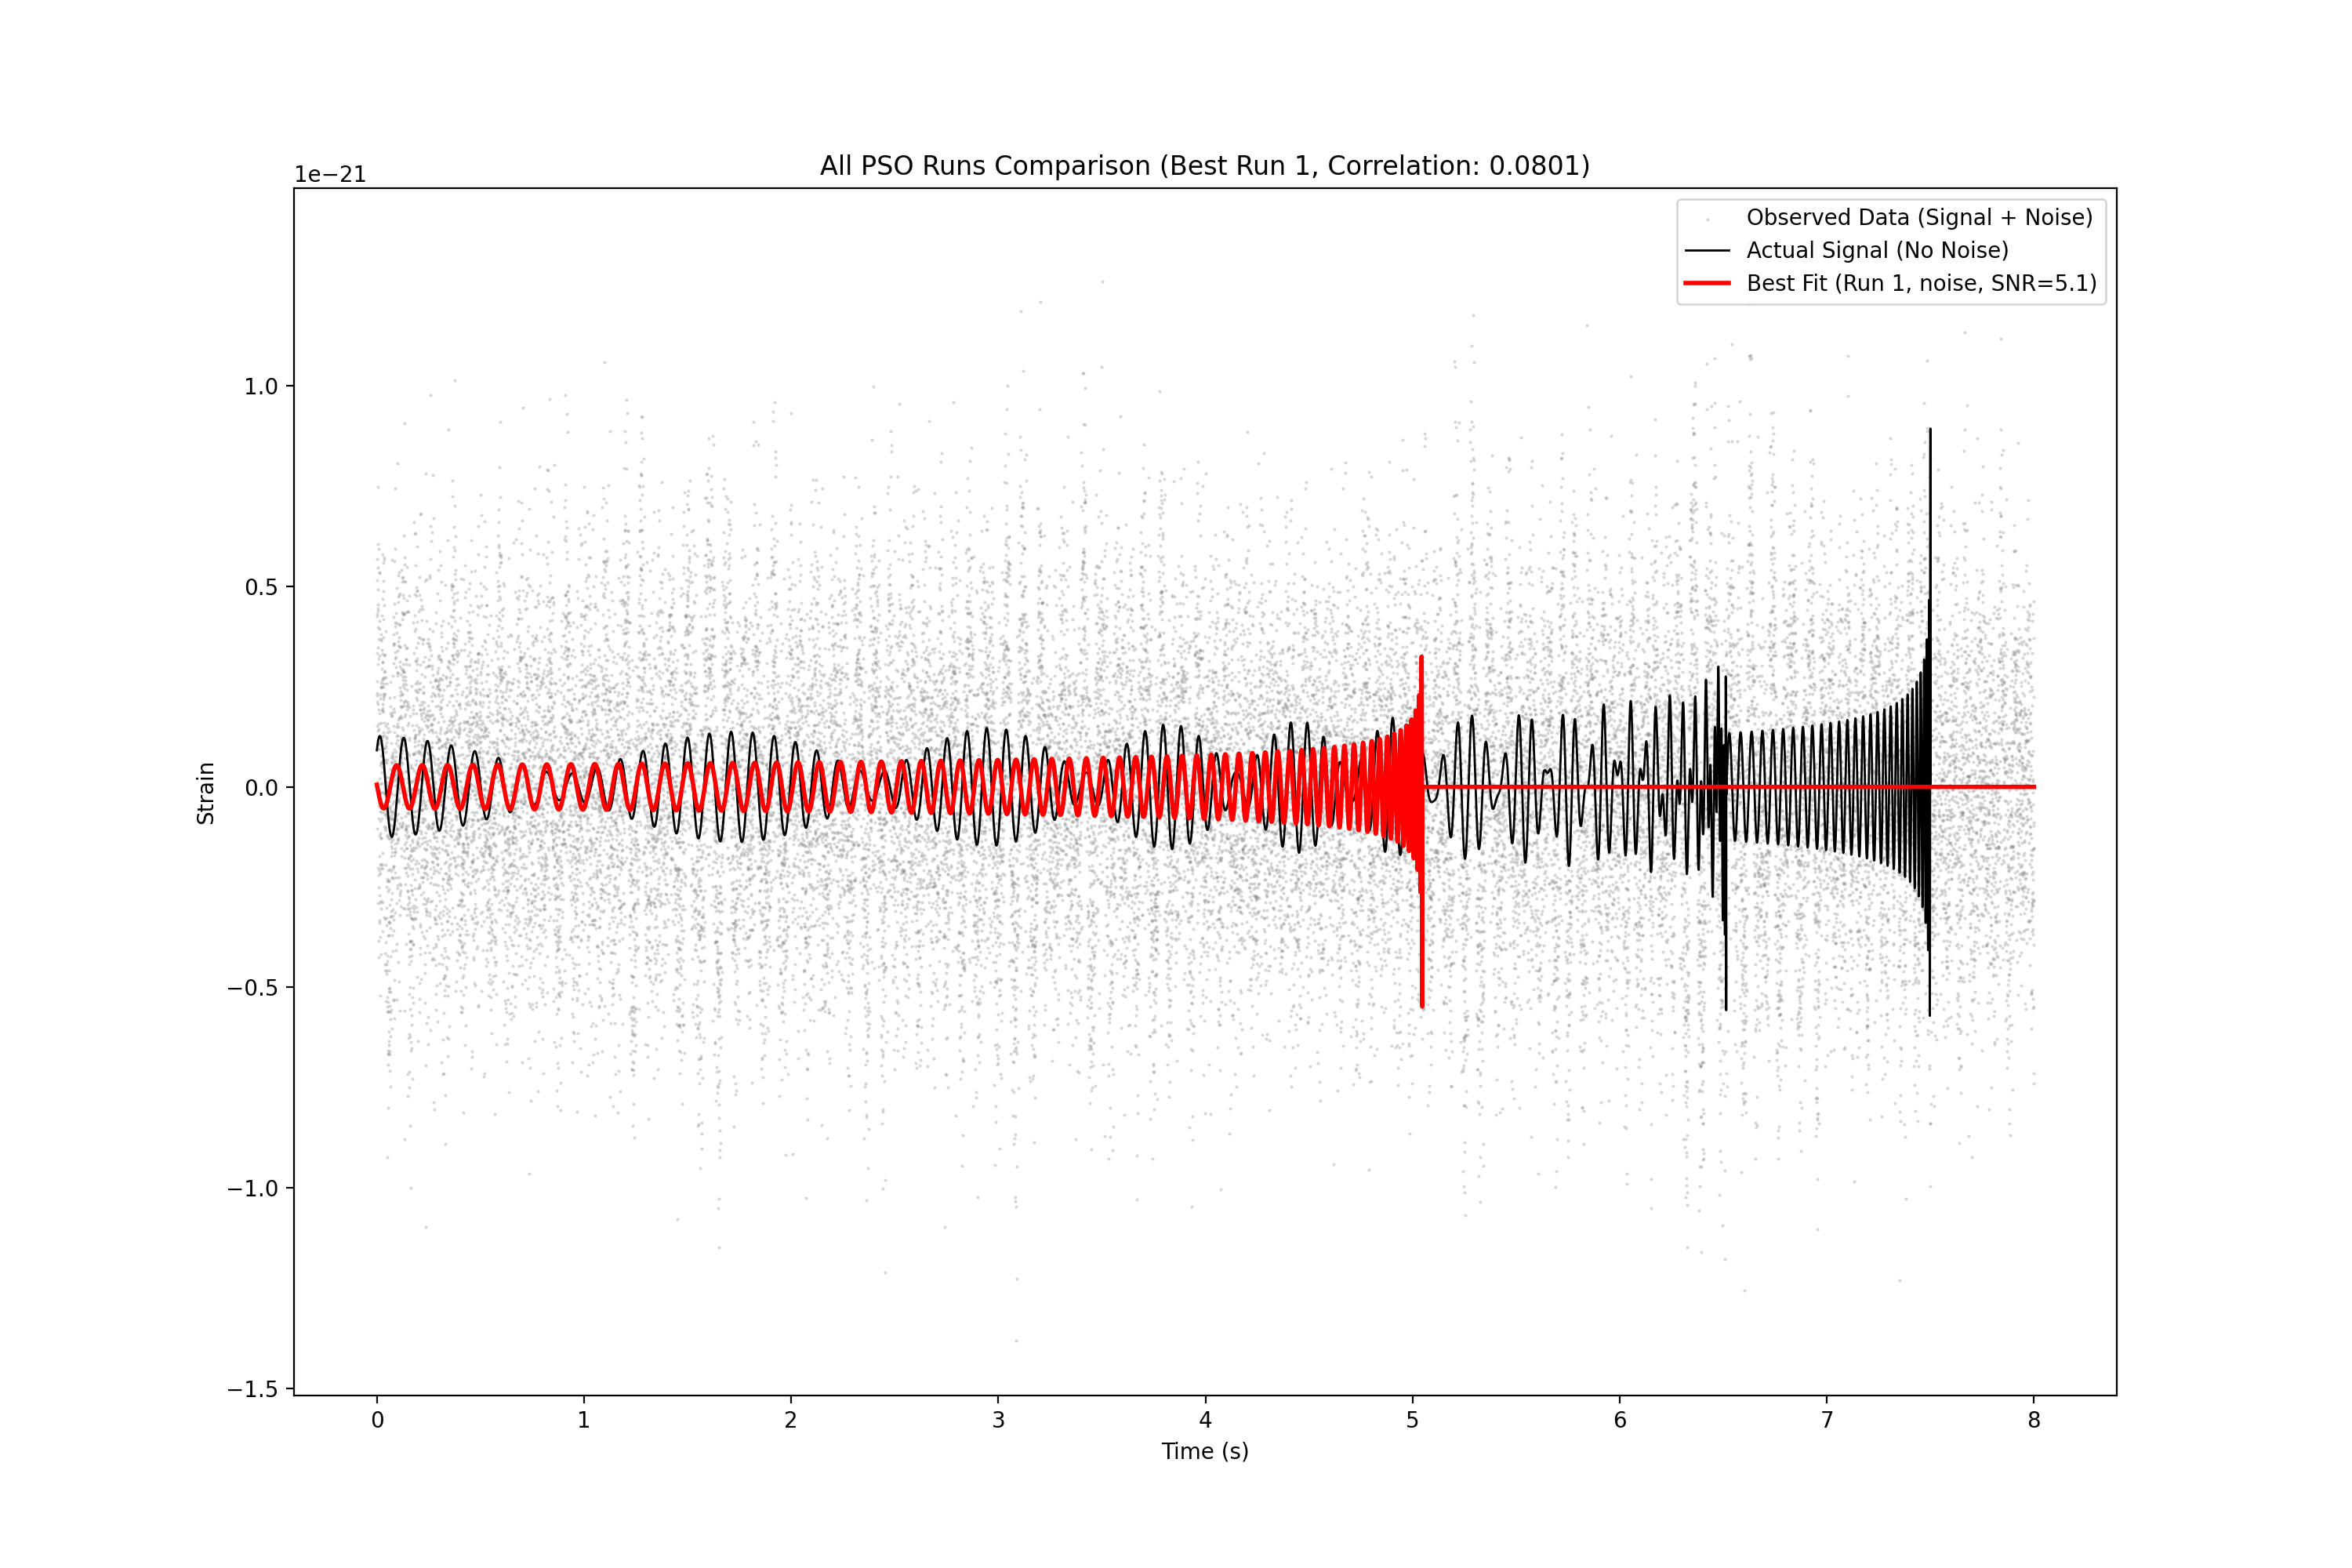 All PSO Runs Comparison (Best Run 1, Correlation: 0.0801)
1e−21
Observed Data (Signal + Noise)
Actual Signal (No Noise)
Best Fit (Run 1, noise, SNR=5.1)
1.0
0.5
0.0
−0.5
−1.0
−1.5
Strain
0 1 2 3 4 5 6 7 8
Time (s)